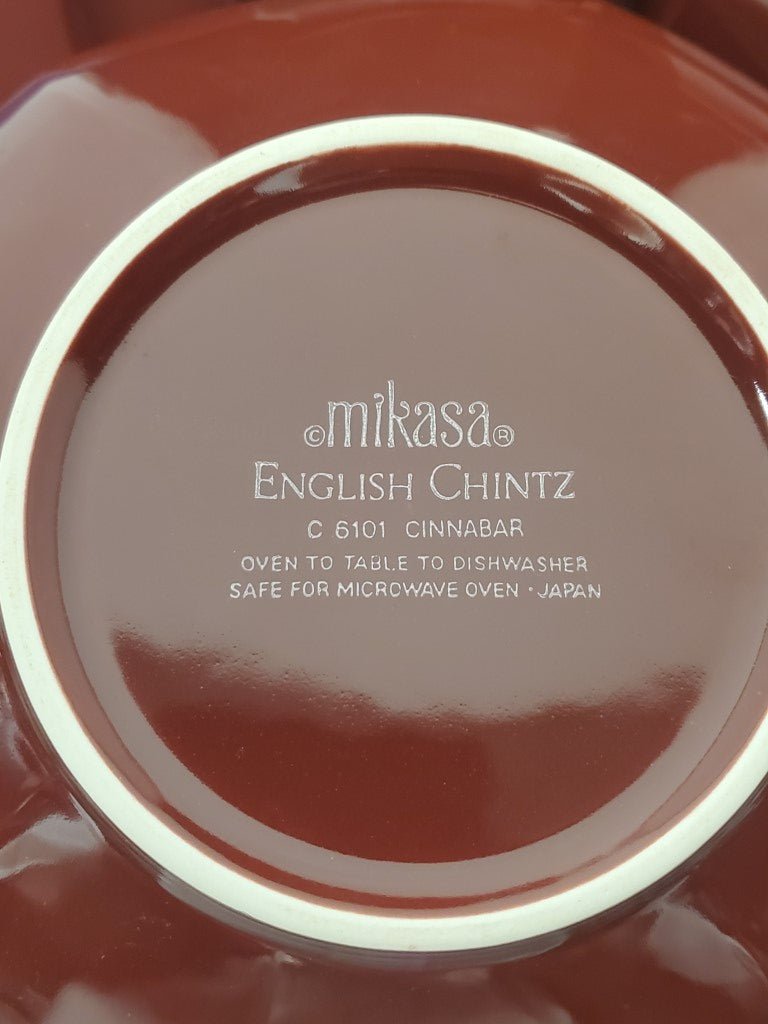 ©mikasa®
ENGLISH CHINTZ
C 6101 CINNABAR
OVEN TO TABLE TO DISHWASHER
SAFE FOR MICROWAVE OVEN · JAPAN